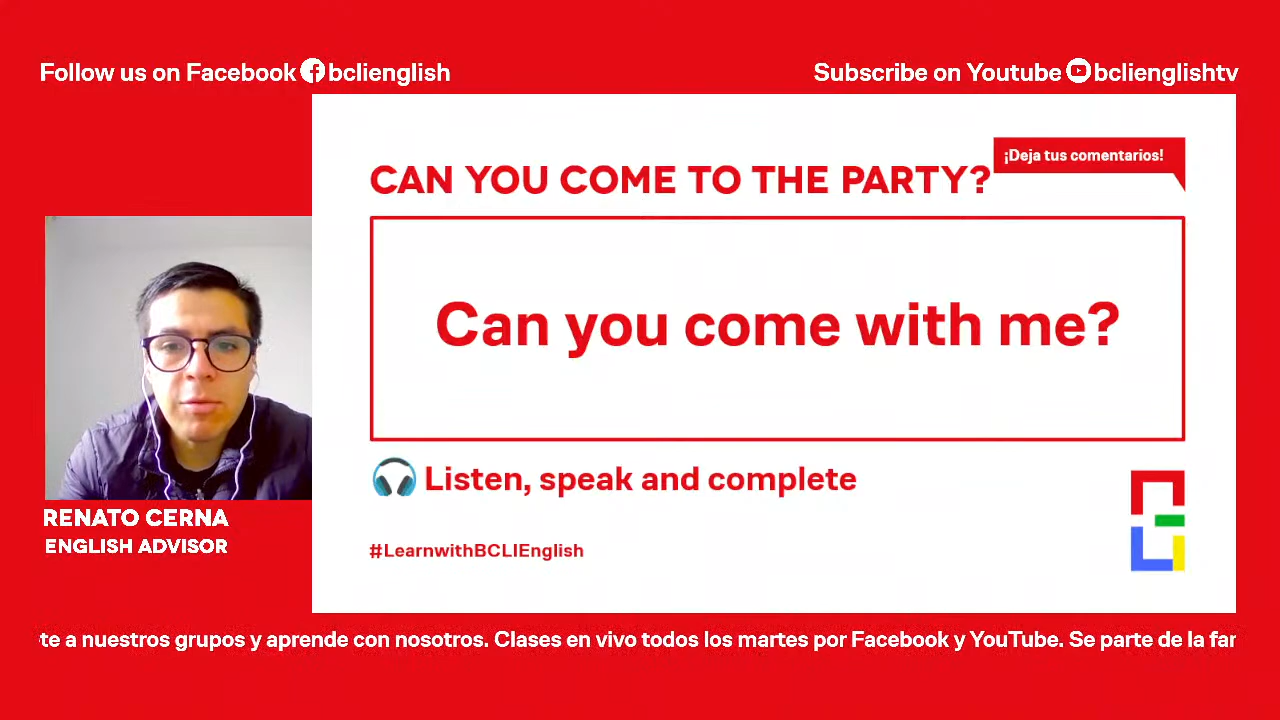 Follow us on Facebook bclienglish
Subscribe on Youtube bclienglishtv
¡Deja tus comentarios!
CAN YOU COME TO THE PARTY?
Can you come with me?
Listen, speak and complete
RENATO CERNA
ENGLISH ADVISOR
#LearnwithBCLIEnglish
te a nuestros grupos y aprende con nosotros. Clases en vivo todos los martes por Facebook y YouTube. Se parte de la